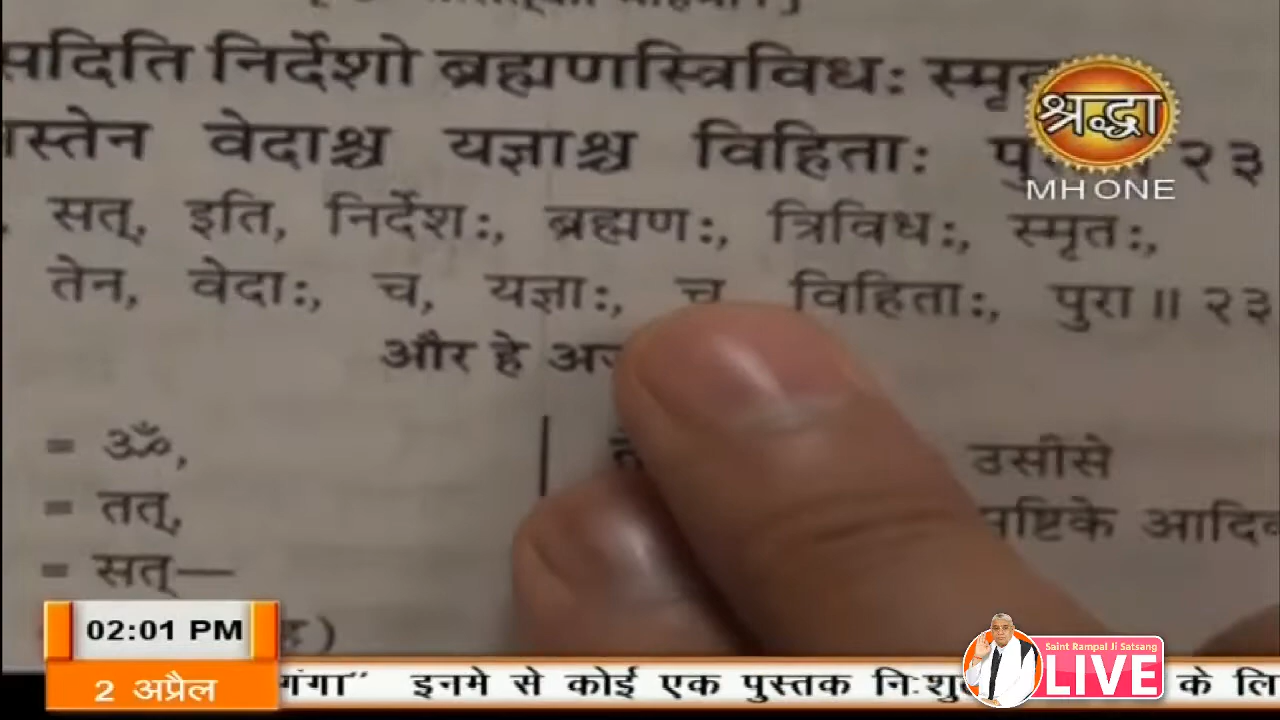 सदिति निर्देशो ब्रह्मणस्त्रिविधः
स्तेन वेदाश्च यज्ञाश्च विहिताः २३
श्रद्धा
MH ONE
सत्, इति, निर्देशः, ब्रह्मणः, त्रिविधः, स्मृतः,
तेन, वेदाः, च, यज्ञाः, च विहिताः, पुरा ॥ २३
और हे
= ॐ,
उसीसे
= तत्,
आदि
= सत्—
)
02:01 PM
2 अप्रैल
गंगा" इनमे से कोई एक पुस्तक के
Saint Rampal Ji Satsang
LIVE